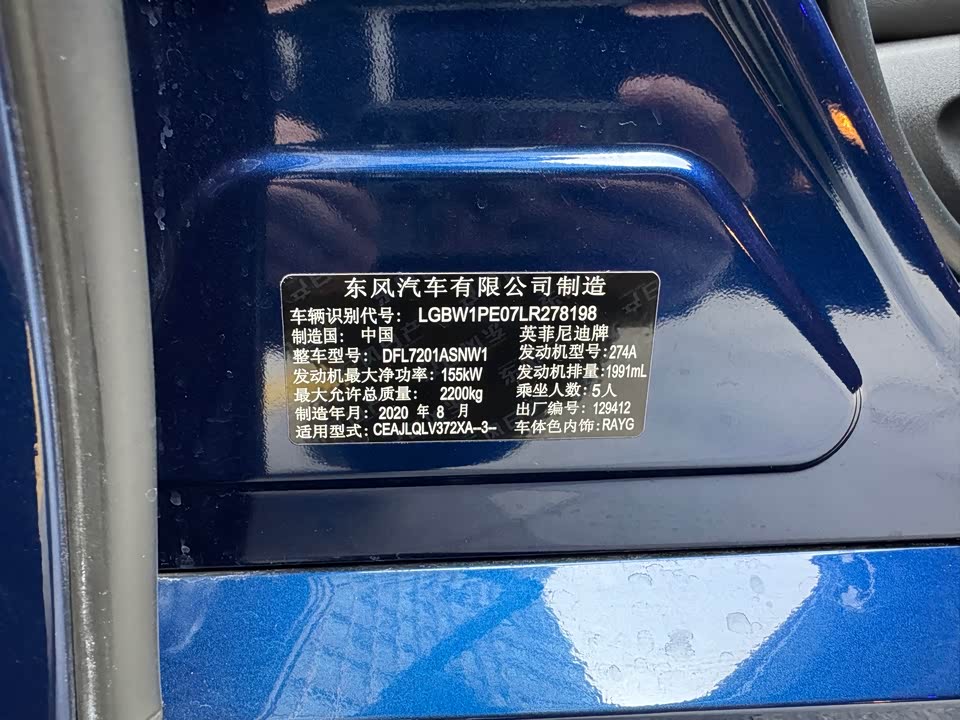 东风汽车有限公司制造
车辆识别代号: LGBW1PE07LR278198
制造国: 中国 英菲尼迪牌
整车型号: DFL7201ASNW1 发动机型号:274A
发动机最大净功率: 155kW 发动机排量:1991mL
最大允许总质量: 2200kg 乘坐人数:5人
制造年月: 2020 年 8 月 出厂编号: 129412
适用型式: CEAJLQLV372XA-3- 车体色内饰:RAYG